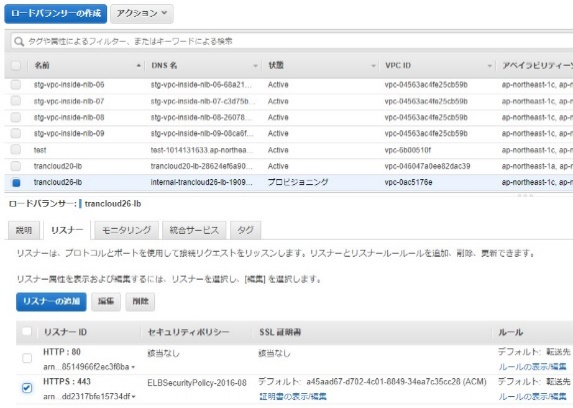 ロードバランサーの作成 アクション
タグや属性によるフィルター、またはキーワードによる検索
名前 DNS 名 状態 VPC ID アベイラビリティーゾ
stg-vpc-inside-nlb-06 stg-vpc-inside-nlb-06-68a21... Active vpc-04563ac4fe25cb59b ap-northeast-1c, ap-n
stg-vpc-inside-nlb-07 stg-vpc-inside-nlb-07-c3d75b... Active vpc-04563ac4fe25cb59b ap-northeast-1c, ap-n
stg-vpc-inside-nlb-08 stg-vpc-inside-nlb-08-26078... Active vpc-04563ac4fe25cb59b ap-northeast-1c, ap-n
stg-vpc-inside-nlb-09 stg-vpc-inside-nlb-09-08ca6f... Active vpc-04563ac4fe25cb59b ap-northeast-1c, ap-n
test test-1014131633.ap-northea... Active vpc-6b00510f ap-northeast-1c, ap-n
trancloud20-lb trancloud20-lb-28624ef6a90... Active vpc-046047a0ee82dac39 ap-northeast-1a, ap-n
trancloud26-lb internal-trancloud26-lb-1909... プロビジョニング vpc-0ac5176e ap-northeast-1c, ap-n
ロードバランサー: trancloud26-lb
説明 リスナー モニタリング 統合サービス タグ
リスナーは、プロトコルとポートを使用して接続リクエストをリッスンします。リスナーとリスナールールルールを追加、削除、更新できます。
リスナー属性を表示および編集するには、リスナーを選択し、[編集] を選択します。
リスナーの追加 編集 削除
リスナー ID セキュリティポリシー SSL 証明書 ルール
HTTP : 80 該当なし 該当なし デフォルト: 転送先
arn...8514966f2ec3f8ba ルールの表示/編集
HTTPS : 443 ELBSecurityPolicy-2016-08 デフォルト: a45aad67-d702-4c01-8849-34ea7c35cc28 (ACM) デフォルト: 転送先
arn...dd2317bfe15734df 証明書の表示/編集 ルールの表示/編集